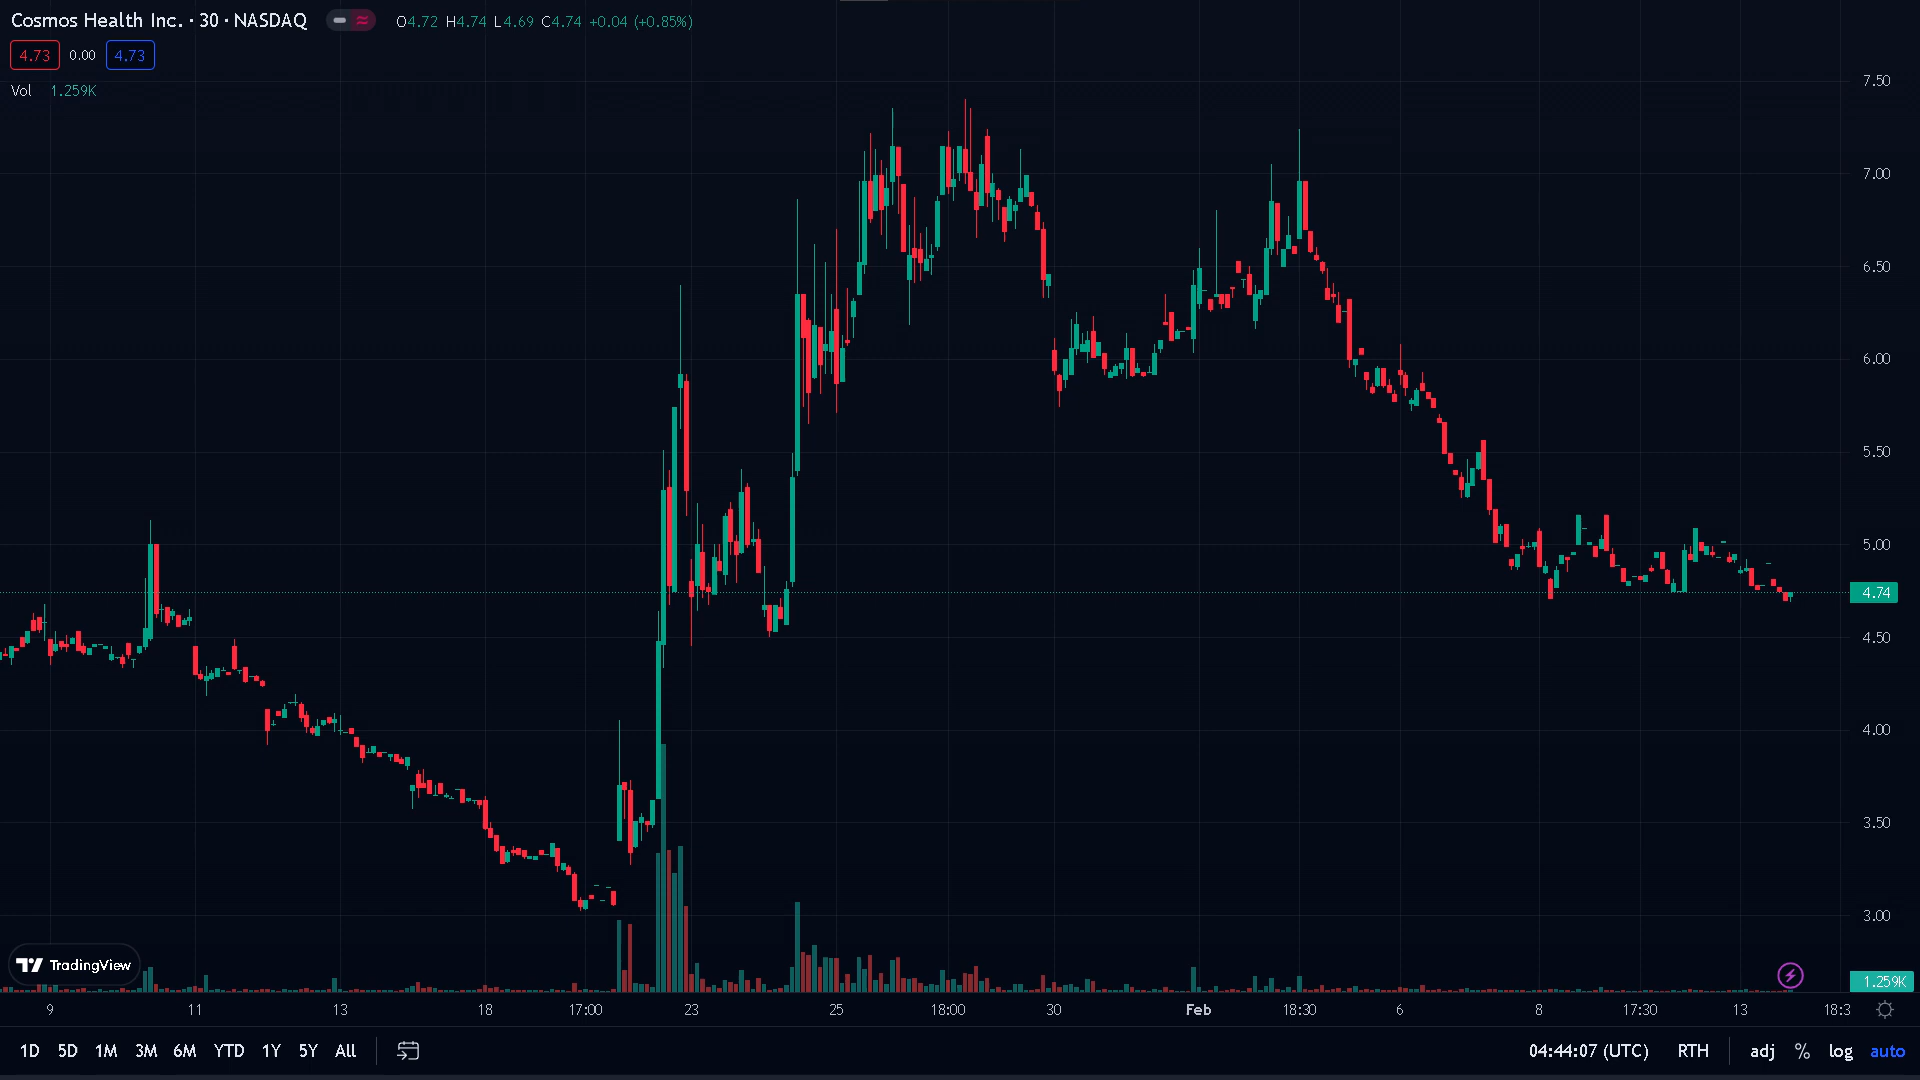 Cosmos Health Inc. · 30 · NASDAQ
O4.72 H4.74 L4.69 C4.74 +0.04 (+0.85%)
4.73 0.00 4.73
Vol 1.259K
7.50
7.00
6.50
6.00
5.50
5.00
4.74
4.50
4.00
3.50
3.00
TradingView
1.259K
9 11 13 18 17:00 23 25 18:00 30 Feb 18:30 6 8 17:30 13 18:3
1D 5D 1M 3M 6M YTD 1Y 5Y All
04:44:07 (UTC) RTH adj % log auto